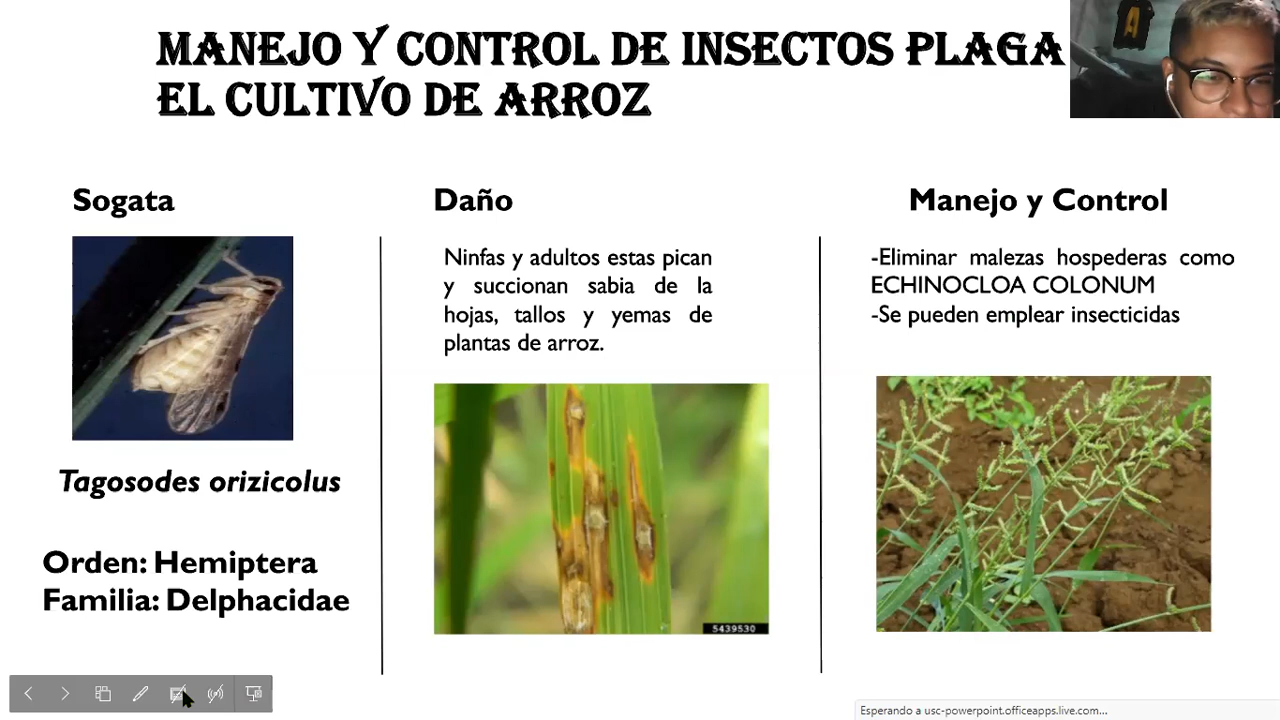 MANEJO Y CONTROL DE INSECTOS PLAGA
EL CULTIVO DE ARROZ
A
Sogata
Tagosodes orizicolus
Orden: Hemiptera
Familia: Delphacidae
Daño
Ninfas y adultos estas pican
y succionan sabia de la
hojas, tallos y yemas de
plantas de arroz.
5439530
Manejo y Control
-Eliminar malezas hospederas como
ECHINOCLOA COLONUM
-Se pueden emplear insecticidas
Esperando a usc-powerpoint.officeapps.live.com...